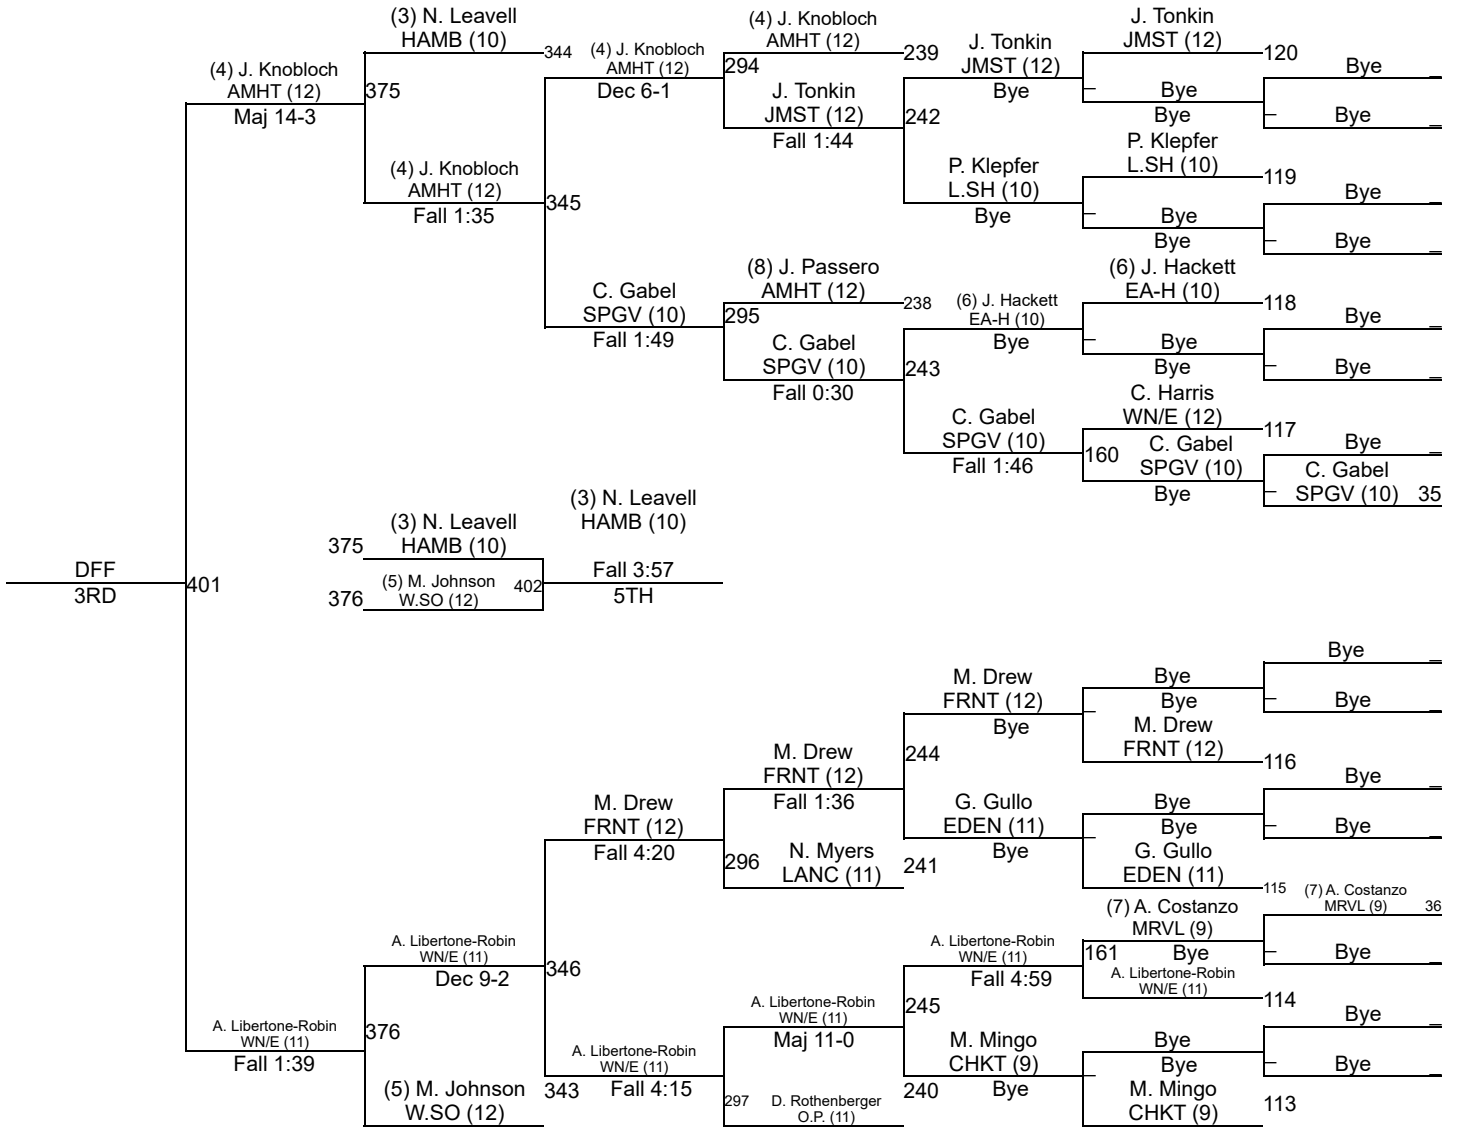 (3) N. Leavell
HAMB (10)
344
(4) J. Knobloch
AMHT (12)
Maj 14-3
375
(4) J. Knobloch
AMHT (12)
Fall 1:35
345
(4) J. Knobloch
AMHT (12)
Dec 6-1
294
(4) J. Knobloch
AMHT (12)
239
J. Tonkin
JMST (12)
Fall 1:44
242
J. Tonkin
JMST (12)
Bye
J. Tonkin
JMST (12)
120
Bye
Bye
Bye
Bye
P. Klepfer
L.SH (10)
Bye
P. Klepfer
L.SH (10)
119
Bye
Bye
Bye
Bye
C. Gabel
SPGV (10)
Fall 1:49
295
(8) J. Passero
AMHT (12)
238
C. Gabel
SPGV (10)
Fall 0:30
243
(6) J. Hackett
EA-H (10)
Bye
(6) J. Hackett
EA-H (10)
118
Bye
Bye
Bye
Bye
C. Gabel
SPGV (10)
Fall 1:46
160
C. Harris
WN/E (12)
117
C. Gabel
SPGV (10)
Bye
Bye
C. Gabel
SPGV (10) 35
DFF
3RD
401
375
(3) N. Leavell
HAMB (10)
376
(5) M. Johnson
W.SO (12)
402
(3) N. Leavell
HAMB (10)
Fall 3:57
5TH
M. Drew
FRNT (12)
Fall 4:20
296
M. Drew
FRNT (12)
Fall 1:36
N. Myers
LANC (11)
241
244
M. Drew
FRNT (12)
Bye
Bye
Bye
M. Drew
FRNT (12)
116
Bye
Bye
G. Gullo
EDEN (11)
Bye
Bye
Bye
G. Gullo
EDEN (11)
115
Bye
Bye
A. Libertone-Robin
WN/E (11)
Fall 1:39
376
A. Libertone-Robin
WN/E (11)
Dec 9-2
346
(5) M. Johnson
W.SO (12)
343
A. Libertone-Robin
WN/E (11)
Fall 4:15
297
A. Libertone-Robin
WN/E (11)
Maj 11-0
D. Rothenberger
O.P. (11)
240
245
A. Libertone-Robin
WN/E (11)
Fall 4:59
161
(7) A. Costanzo
MRVL (9)
Bye
A. Libertone-Robin
WN/E (11)
114
(7) A. Costanzo
MRVL (9) 36
Bye
M. Mingo
CHKT (9)
Bye
Bye
Bye
M. Mingo
CHKT (9)
113
Bye
Bye